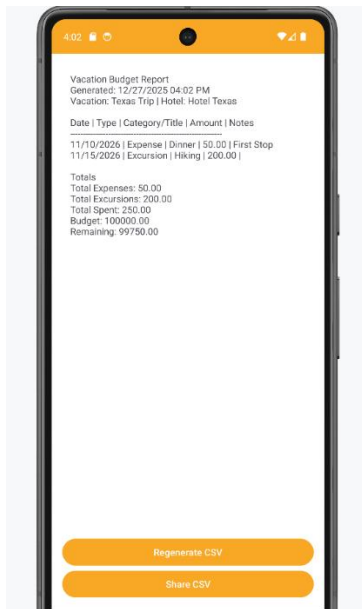 4:02
Vacation Budget Report
Generated: 12/27/2025 04:02 PM
Vacation: Texas Trip | Hotel: Hotel Texas
Date | Type | Category/Title | Amount | Notes
----------------------------------------------------
11/10/2026 | Expense | Dinner | 50.00 | First Stop
11/15/2026 | Excursion | Hiking | 200.00 |
Totals
Total Expenses: 50.00
Total Excursions: 200.00
Total Spent: 250.00
Budget: 100000.00
Remaining: 99750.00
Regenerate CSV
Share CSV